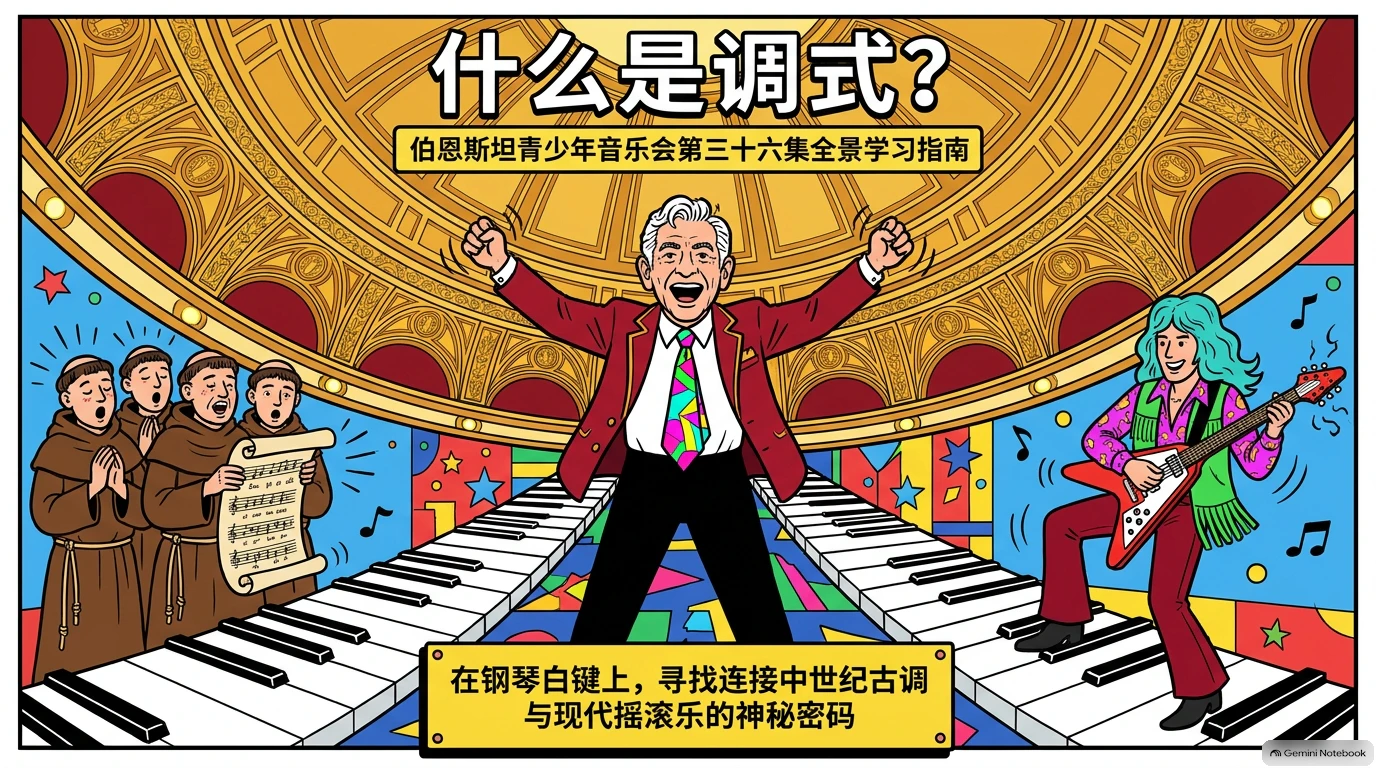 什么是调式？
伯恩斯坦青少年音乐会第三十六集全景学习指南
在钢琴白键上，寻找连接中世纪古调
与现代摇滚乐的神秘密码
Gemini Notebook